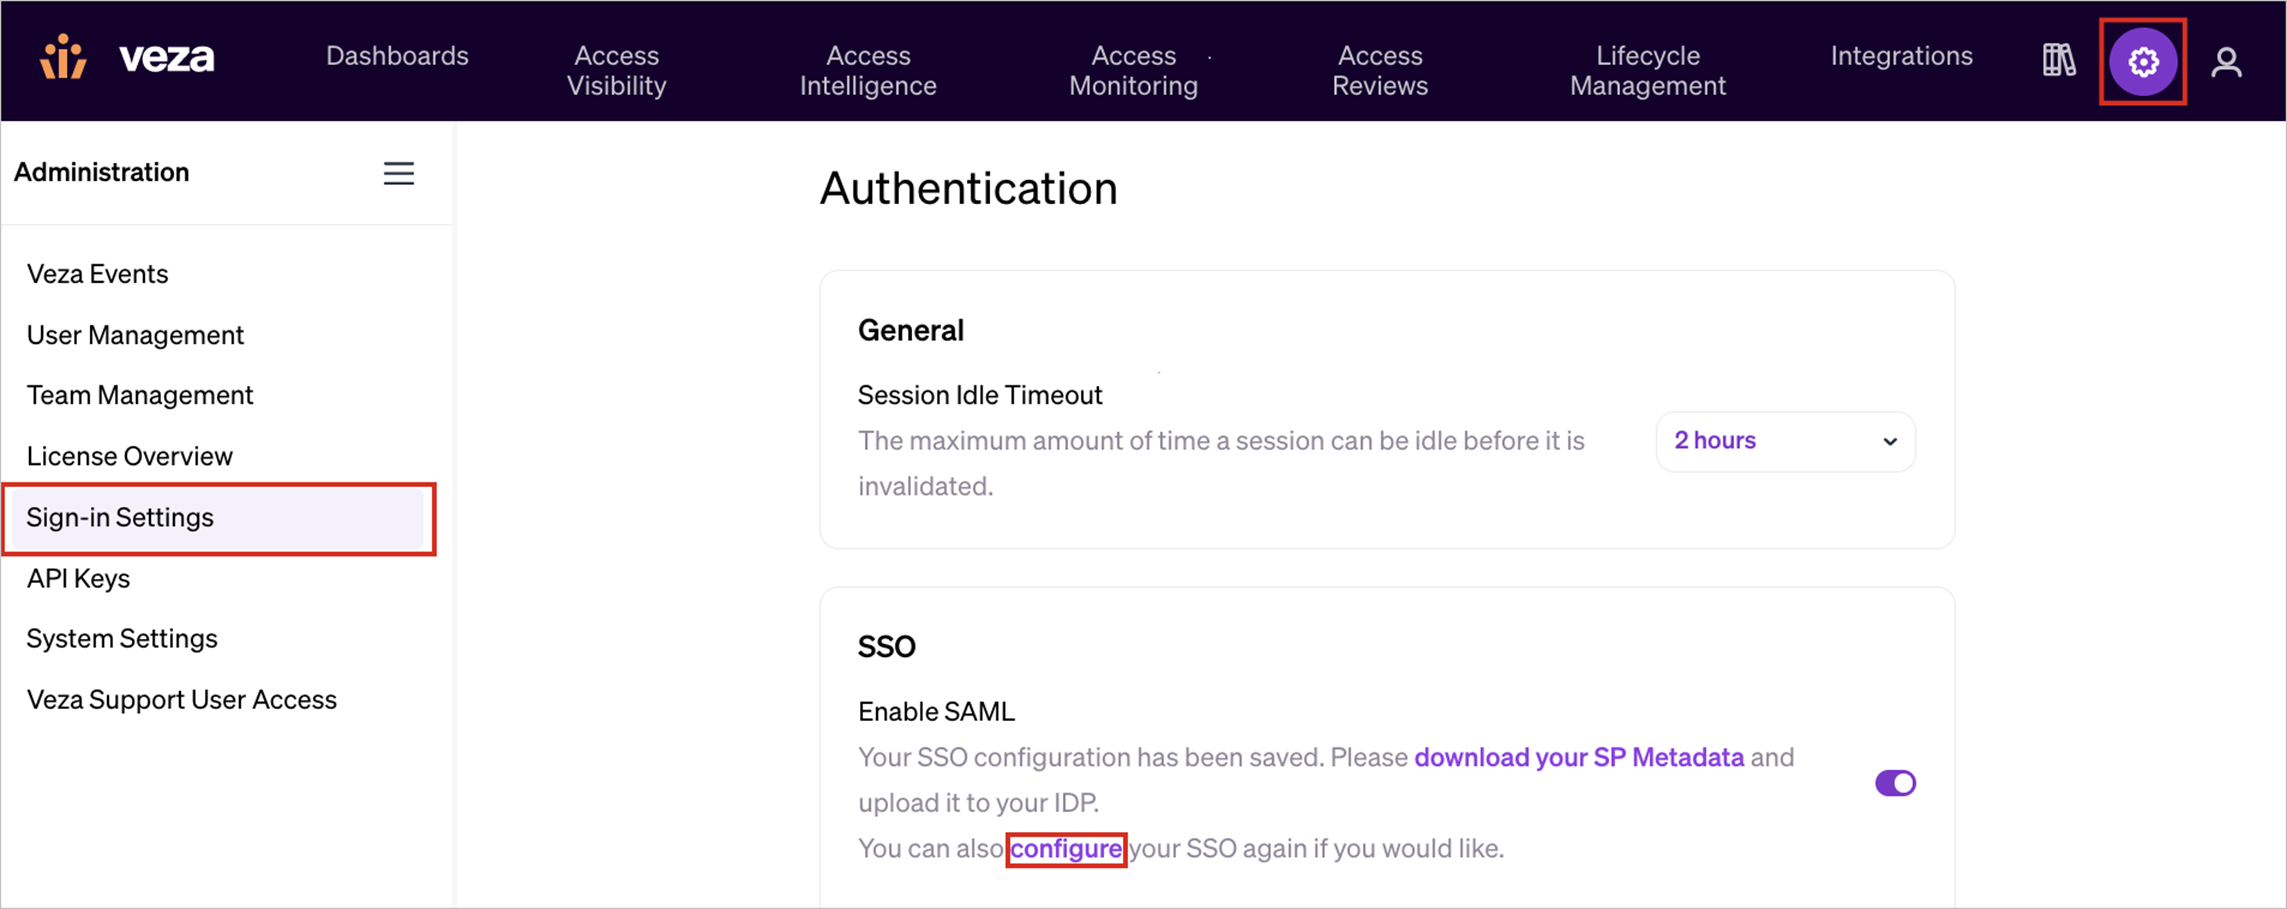 veza
Dashboards
Access
Visibility
Access
Intelligence
Access
Monitoring
Access
Reviews
Lifecycle
Management
Integrations
Administration
Veza Events
User Management
Team Management
License Overview
Sign-in Settings
API Keys
System Settings
Veza Support User Access
Authentication
General
Session Idle Timeout
The maximum amount of time a session can be idle before it is
invalidated.
2 hours
SSO
Enable SAML
Your SSO configuration has been saved. Please download your SP Metadata and
upload it to your IDP.
You can also configure your SSO again if you would like.